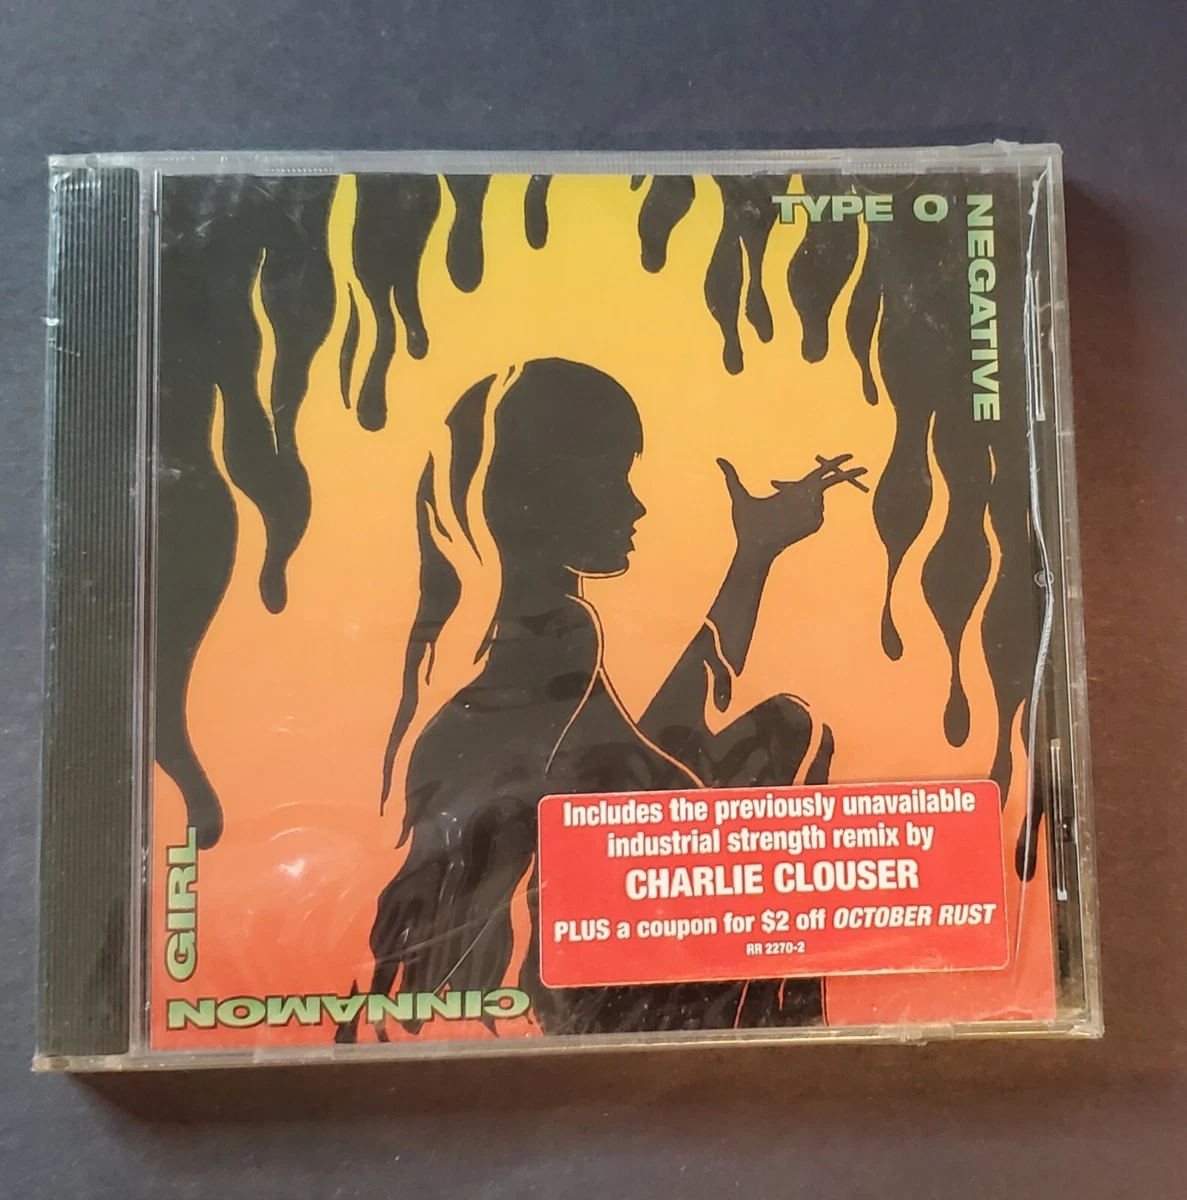 TYPE O
NEGATIVE
CINNAMON
GIRL
Includes the previously unavailable
industrial strength remix by
CHARLIE CLOUSER
PLUS a coupon for $2 off OCTOBER RUST
RR 2270-2